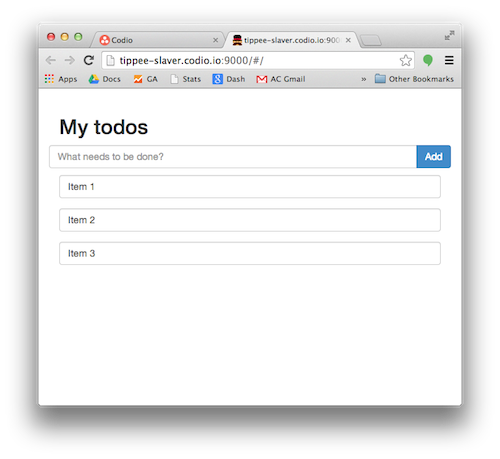 Codio
tippee-slaver.codio.io:900
tippee-slaver.codio.io:9000/#/
Apps Docs GA Stats Dash AC Gmail » Other Bookmarks
My todos
What needs to be done? Add
Item 1
Item 2
Item 3